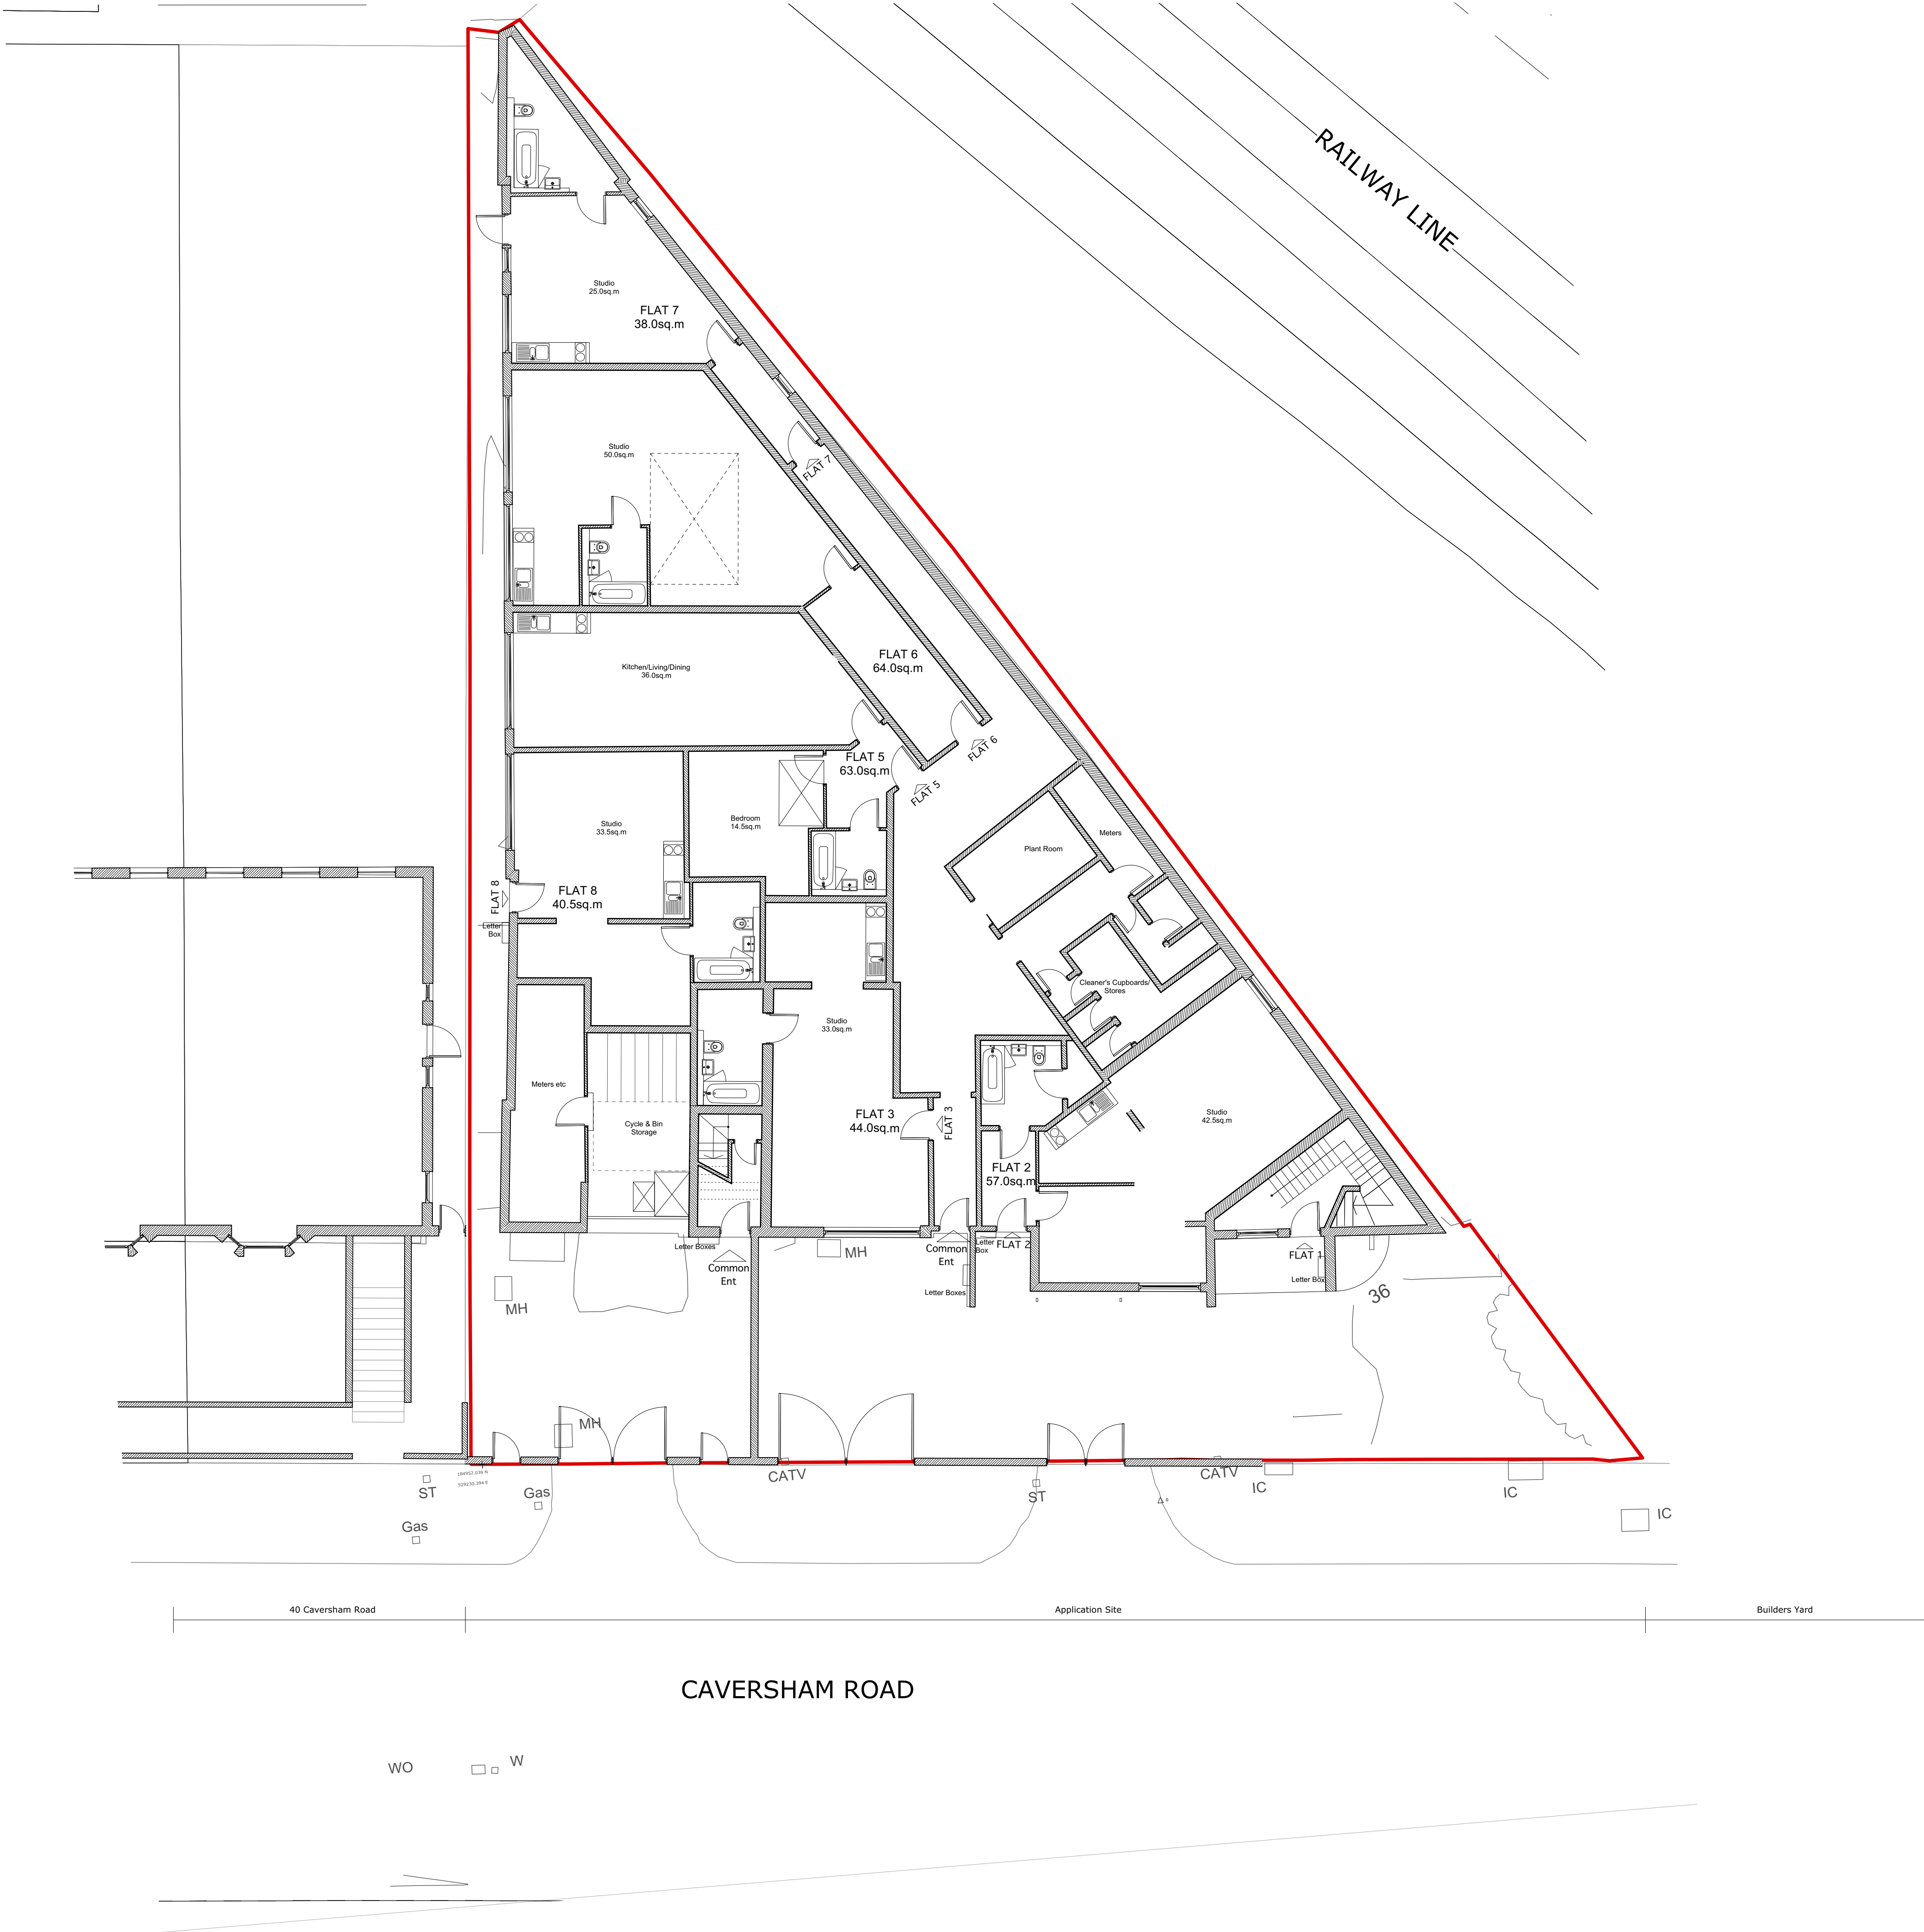 RAILWAY LINE
Studio
25.0sq.m
FLAT 7
38.0sq.m
Studio
50.0sq.m
FLAT 7
FLAT 6
64.0sq.m
Kitchen/Living/Dining
36.0sq.m
FLAT 6
FLAT 5
63.0sq.m
FLAT 5
Bedroom
14.5sq.m
Studio
33.5sq.m
Meters
Plant Room
FLAT 8
FLAT 8
40.5sq.m
Letter
Box
Cleaner's Cupboards/
Stores
Studio
33.0sq.m
Meters etc
Cycle & Bin
Storage
FLAT 3
44.0sq.m
FLAT 3
Studio
42.5sq.m
FLAT 2
57.0sq.m
Letter Boxes
Common
Ent
MH
Common
Ent
Letter
Box
FLAT 2
FLAT 1
Letter Box
Letter Boxes
36
MH
MH
CATV
CATV
ST
Gas
184952.036 N
529230.394 E
ST
IC
IC
IC
Gas
40 Caversham Road
Application Site
Builders Yard
CAVERSHAM ROAD
WO
W